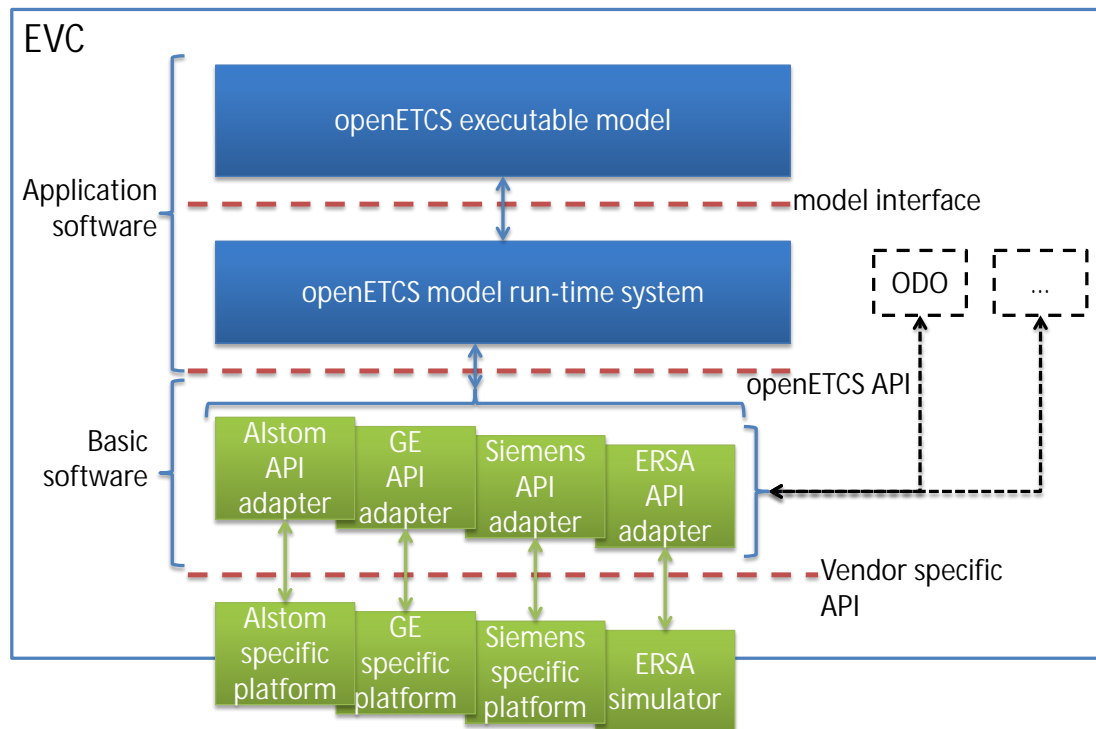 EVC
openETCS executable model
Application
software
model interface
openETCS model run-time system
ODO
...
openETCS API
Basic
software
Alstom
API
adapter
GE
API
adapter
Siemens
API
adapter
ERSA
API
adapter
Vendor specific
API
Alstom
specific
platform
GE
specific
platform
Siemens
specific
platform
ERSA
simulator